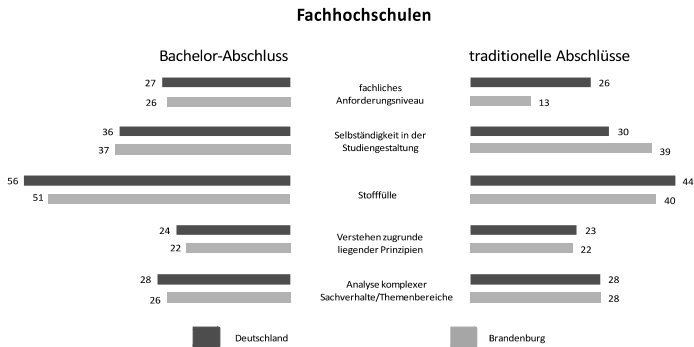 Fachhochschulen
Bachelor-Abschluss
traditionelle Abschlüsse
27
fachliches
Anforderungsniveau
26
26
13
36
Selbständigkeit in der
Studiengestaltung
30
37
39
56
Stofffülle
44
51
40
24
Verstehen zugrunde
liegender Prinzipien
23
22
22
28
Analyse komplexer
Sachverhalte/Themenbereiche
28
26
28
Deutschland
Brandenburg